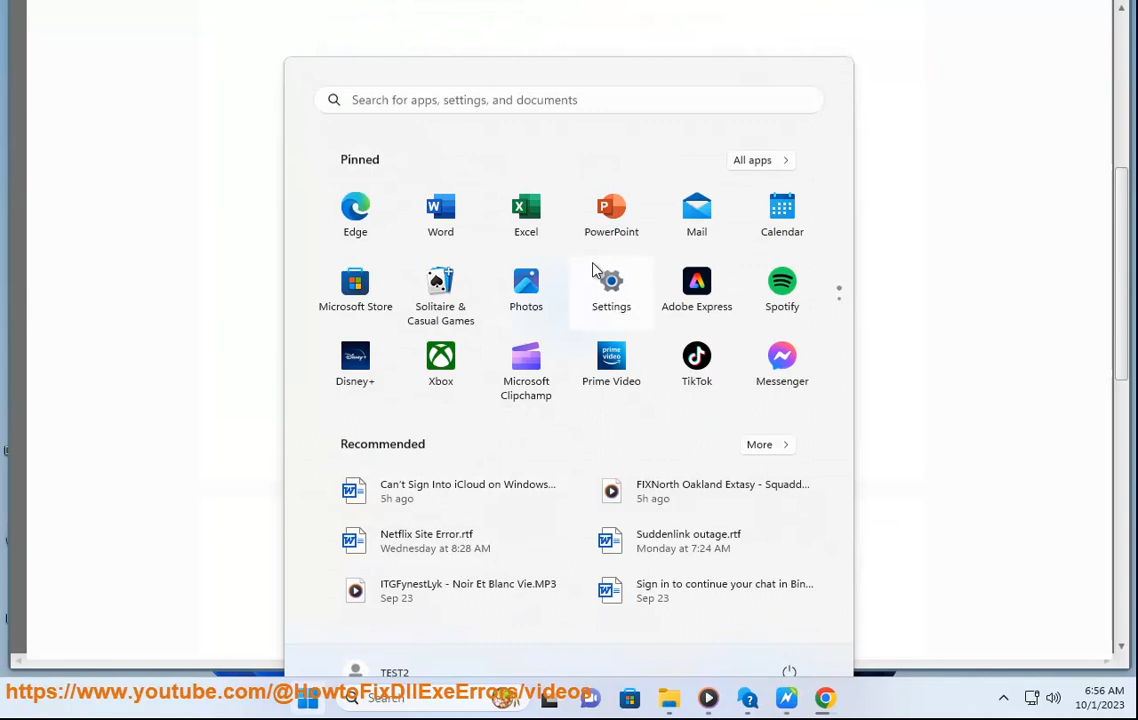 Search for apps, settings, and documents
Pinned
All apps
Edge
Word
Excel
PowerPoint
Mail
Calendar
Microsoft Store
Solitaire &
Casual Games
Photos
Settings
Adobe Express
Spotify
Disney+
prime
video
Xbox
Microsoft
Clipchamp
Prime Video
TikTok
Messenger
Recommended
More
Can't Sign Into iCloud on Windows...
5h ago
FIXNorth Oakland Extasy - Squadd...
5h ago
Netflix Site Error.rtf
Wednesday at 8:28 AM
Suddenlink outage.rtf
Monday at 7:24 AM
ITGFynestLyk - Noir Et Blanc Vie.MP3
Sep 23
Sign in to continue your chat in Bin...
Sep 23
TEST2
https://www.youtube.com/@HowtoFixDllExeErrors/videos
Search
6:56 AM
10/1/2023